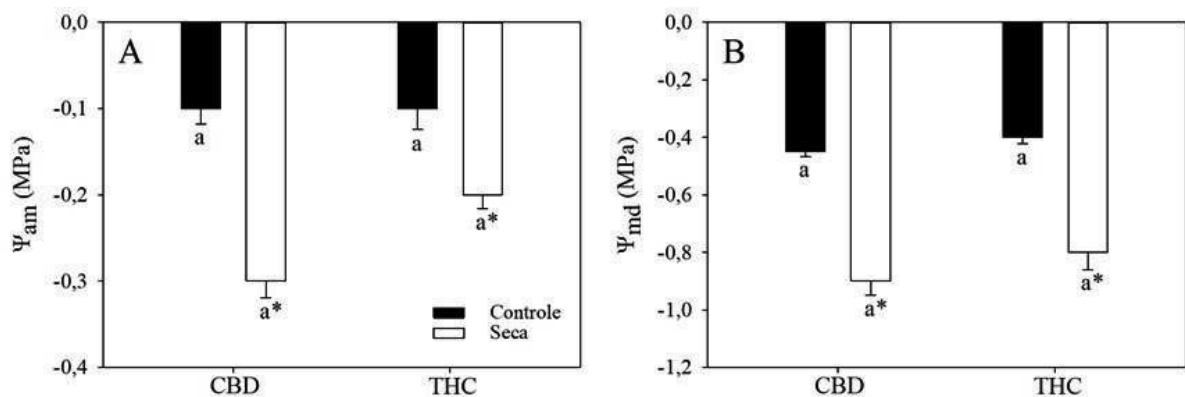 A
Ψam (MPa)
0,0
-0,1
-0,2
-0,3
-0,4
a
a*
a
a*
Controle
Seca
CBD
THC
B
Ψmd (MPa)
0,0
-0,2
-0,4
-0,6
-0,8
-1,0
-1,2
a
a*
a
a*
CBD
THC